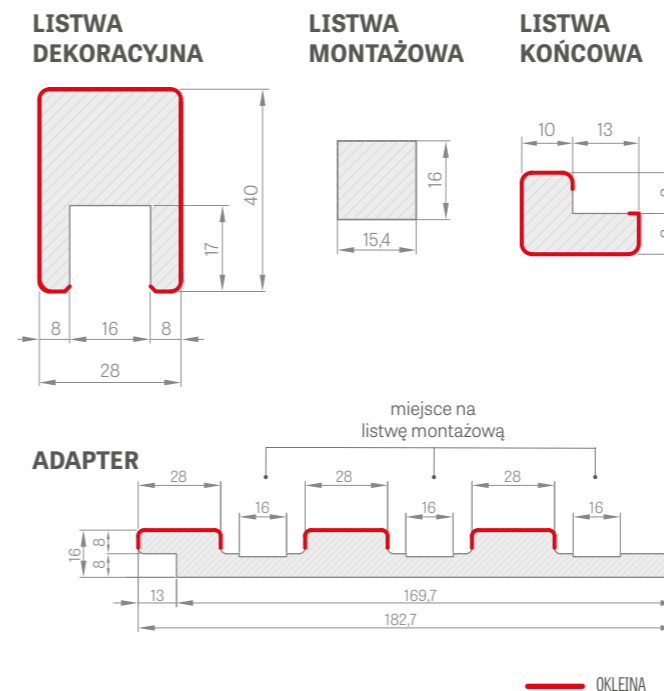 LISTWA
DEKORACYJNA
LISTWA
MONTAŻOWA
LISTWA
KOŃCOWA
40
17
8 16 8
28
16
15,4
10 13
miejsce na
listwę montażową
ADAPTER
28 28 28
16 16 16
16 8
8
13 169,7
182,7
OKLEINA